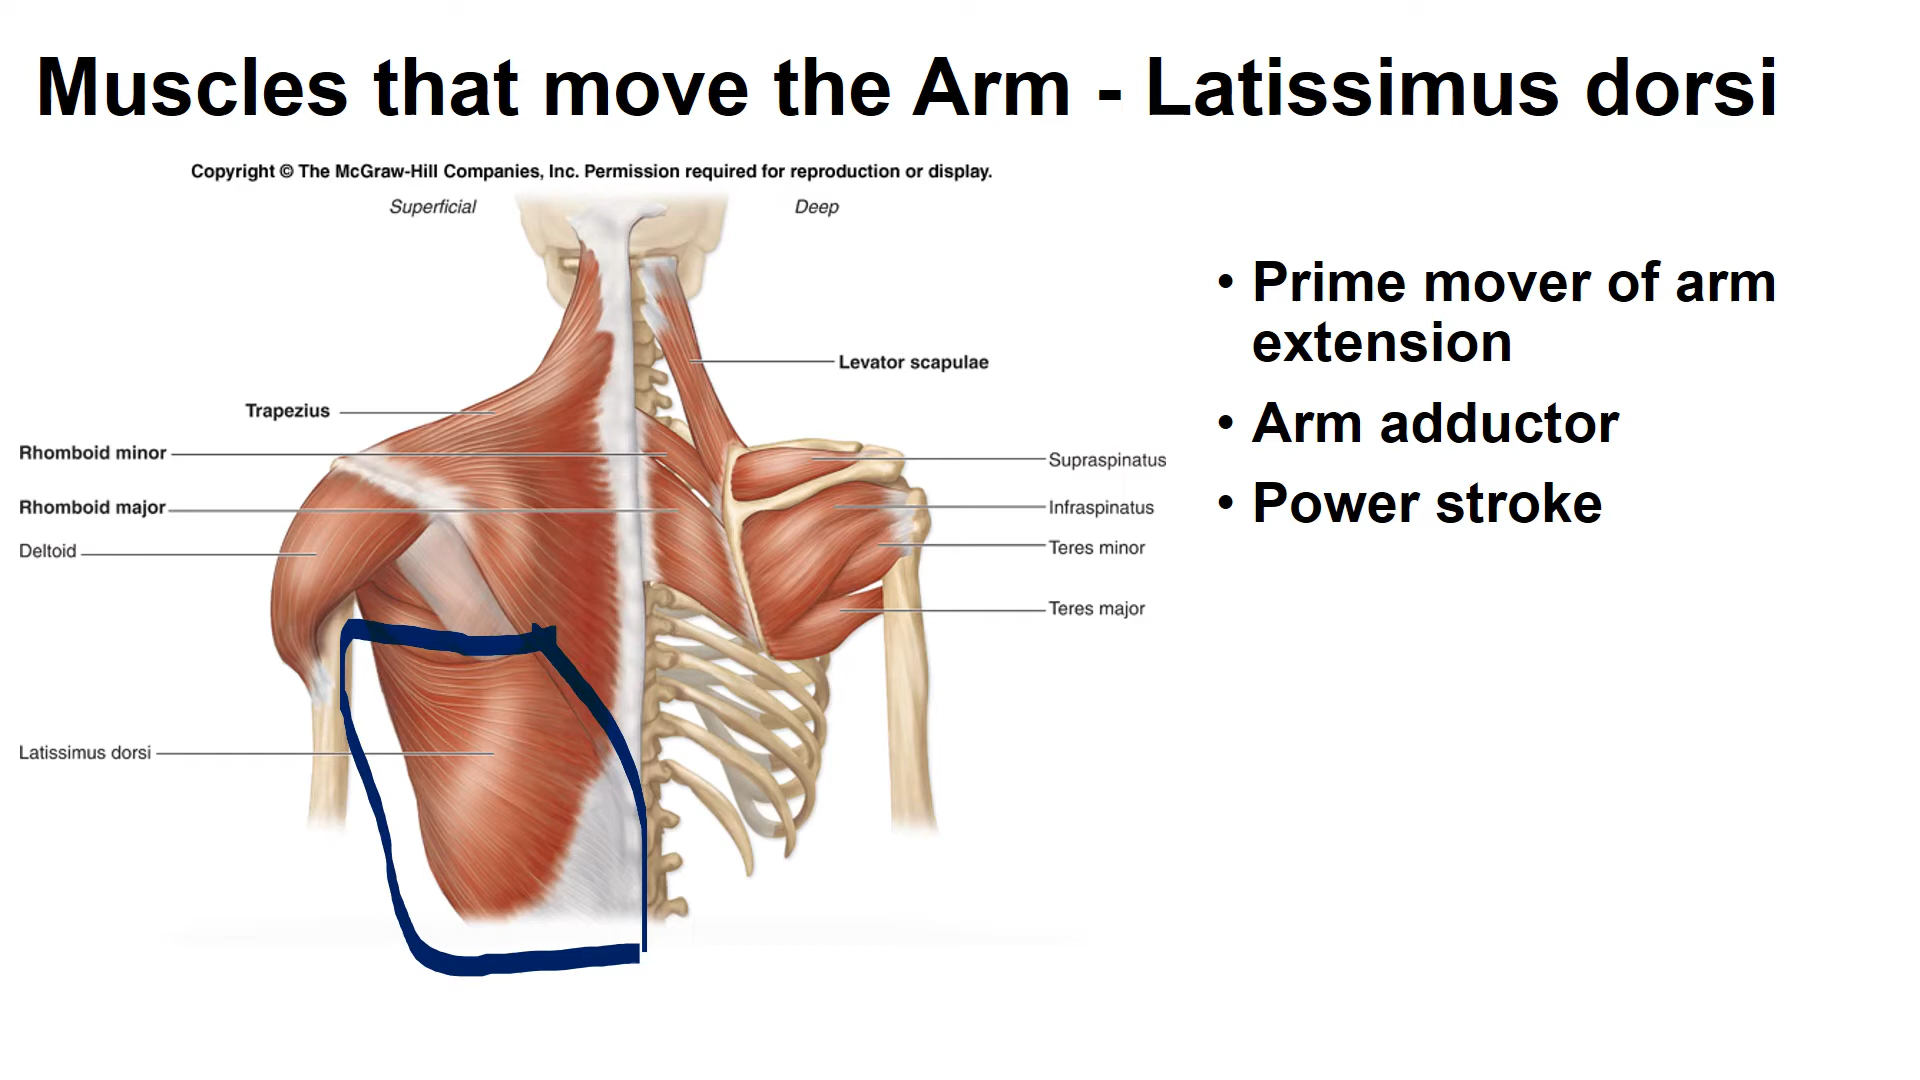 Muscles that move the Arm - Latissimus dorsi
Copyright © The McGraw-Hill Companies, Inc. Permission required for reproduction or display.
Superficial
Deep
Levator scapulae
Trapezius
Rhomboid minor
Rhomboid major
Deltoid
Latissimus dorsi
Supraspinatus
Infraspinatus
Teres minor
Teres major
• Prime mover of arm
extension
• Arm adductor
• Power stroke